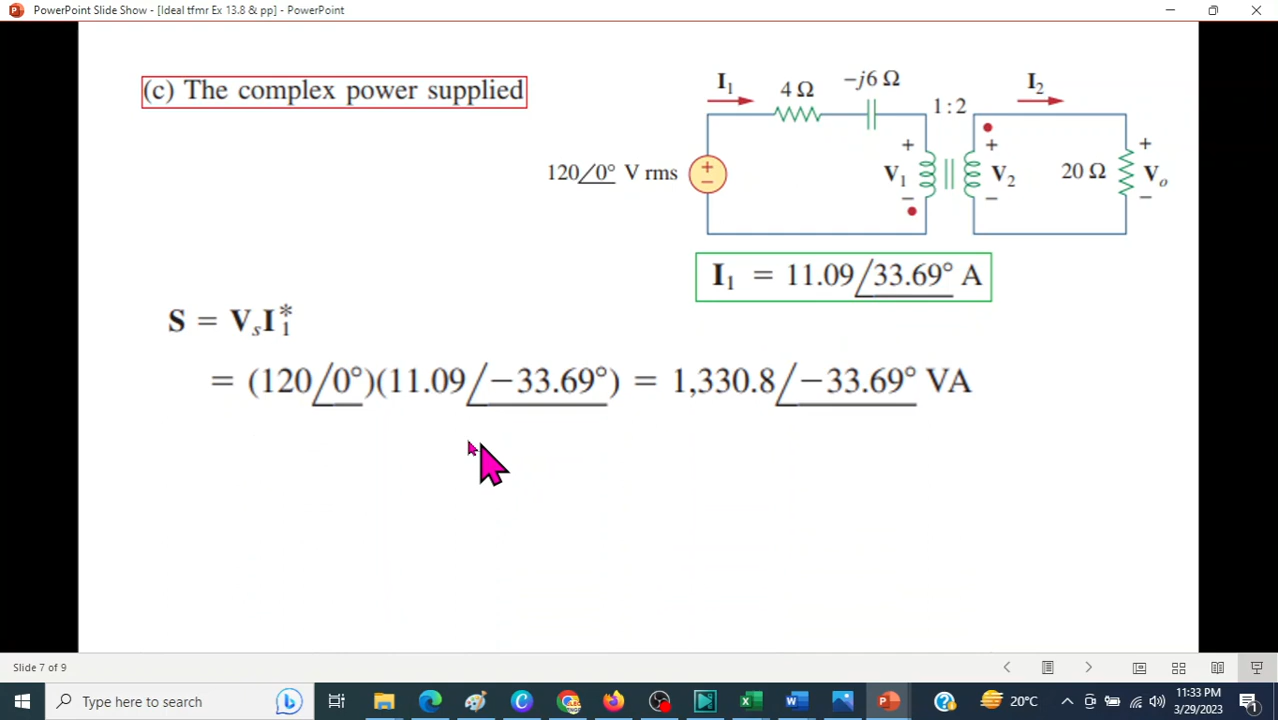 PowerPoint Slide Show - [Ideal tfmr Ex 13.8 & pp] - PowerPoint
(c) The complex power supplied
I₁ 4 Ω −j6 Ω 1 : 2 I₂
120∠0° V rms + − + V₁ − + V₂ − 20 Ω + Vₒ −
I₁ = 11.09∠33.69° A
S = VₛI₁*
= (120∠0°)(11.09∠−33.69°) = 1,330.8∠−33.69° VA
Slide 7 of 9
Type here to search
20°C
11:33 PM
3/29/2023
1